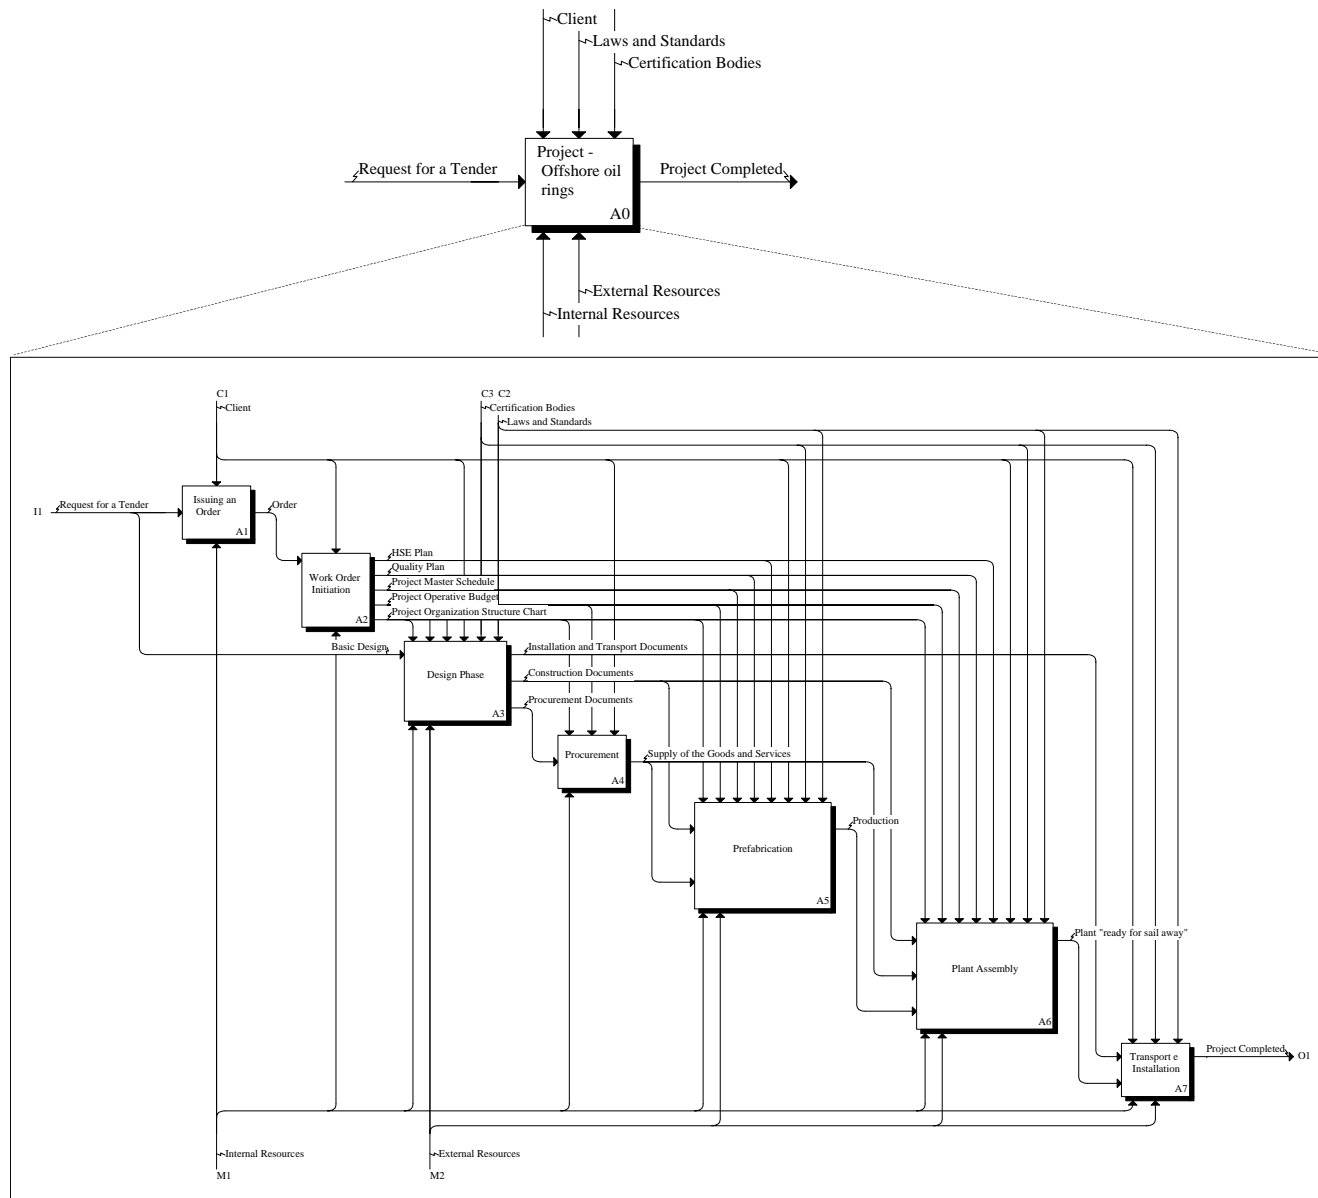 Client
Laws and Standards
Certification Bodies
Request for a Tender
Project -
Offshore oil
rings
A0
Project Completed
External Resources
Internal Resources
C1
C3 C2
Client
Certification Bodies
Laws and Standards
I1
Request for a Tender
Issuing an
Order
A1
Order
Work Order
Initiation
A2
HSE Plan
Quality Plan
Project Master Schedule
Project Operative Budget
Project Organization Structure Chart
Basic Design
Design Phase
A3
Installation and Transport Documents
Construction Documents
Procurement Documents
Procurement
A4
Supply of the Goods and Services
Prefabrication
A5
Production
Plant Assembly
A6
Plant "ready for sail away"
Transport e
Installation
A7
Project Completed
O1
Internal Resources
External Resources
M1
M2